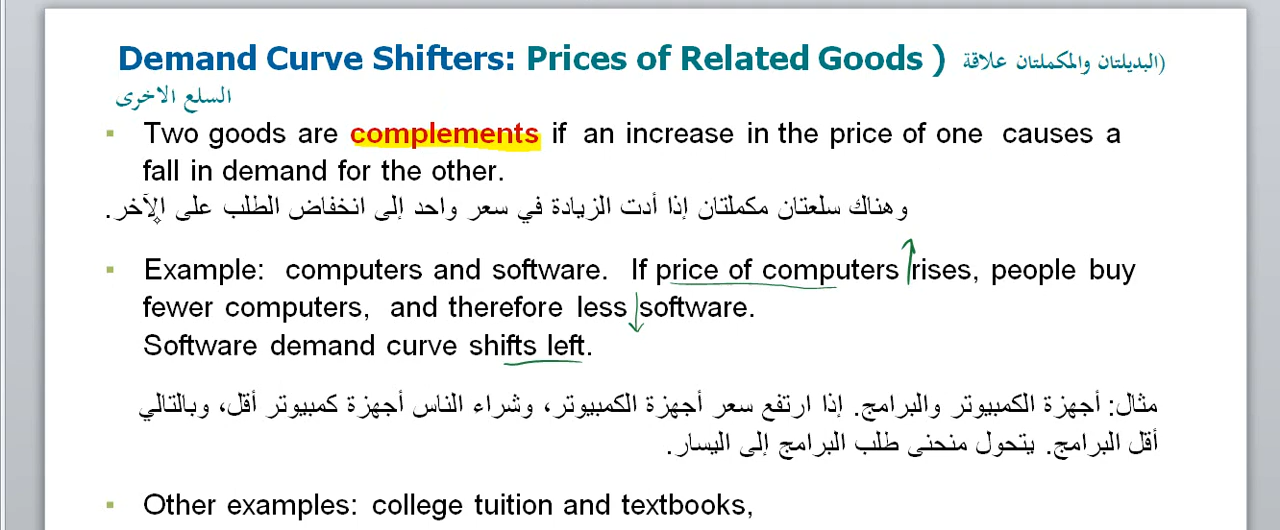 Demand Curve Shifters: Prices of Related Goods ) (البديلتان والمكملتان علاقة
السلع الاخرى
▪ Two goods are complements if an increase in the price of one causes a
fall in demand for the other.
وهناك سلعتان مكملتان إذا أدت الزيادة في سعر واحد إلى انخفاض الطلب على الآخر.
▪ Example: computers and software. If price of computers rises, people buy
fewer computers, and therefore less software.
Software demand curve shifts left.
مثال: أجهزة الكمبيوتر والبرامج. إذا ارتفع سعر أجهزة الكمبيوتر، وشراء الناس أجهزة كمبيوتر أقل، وبالتالي
أقل البرامج. يتحول منحنى طلب البرامج إلى اليسار.
▪ Other examples: college tuition and textbooks,